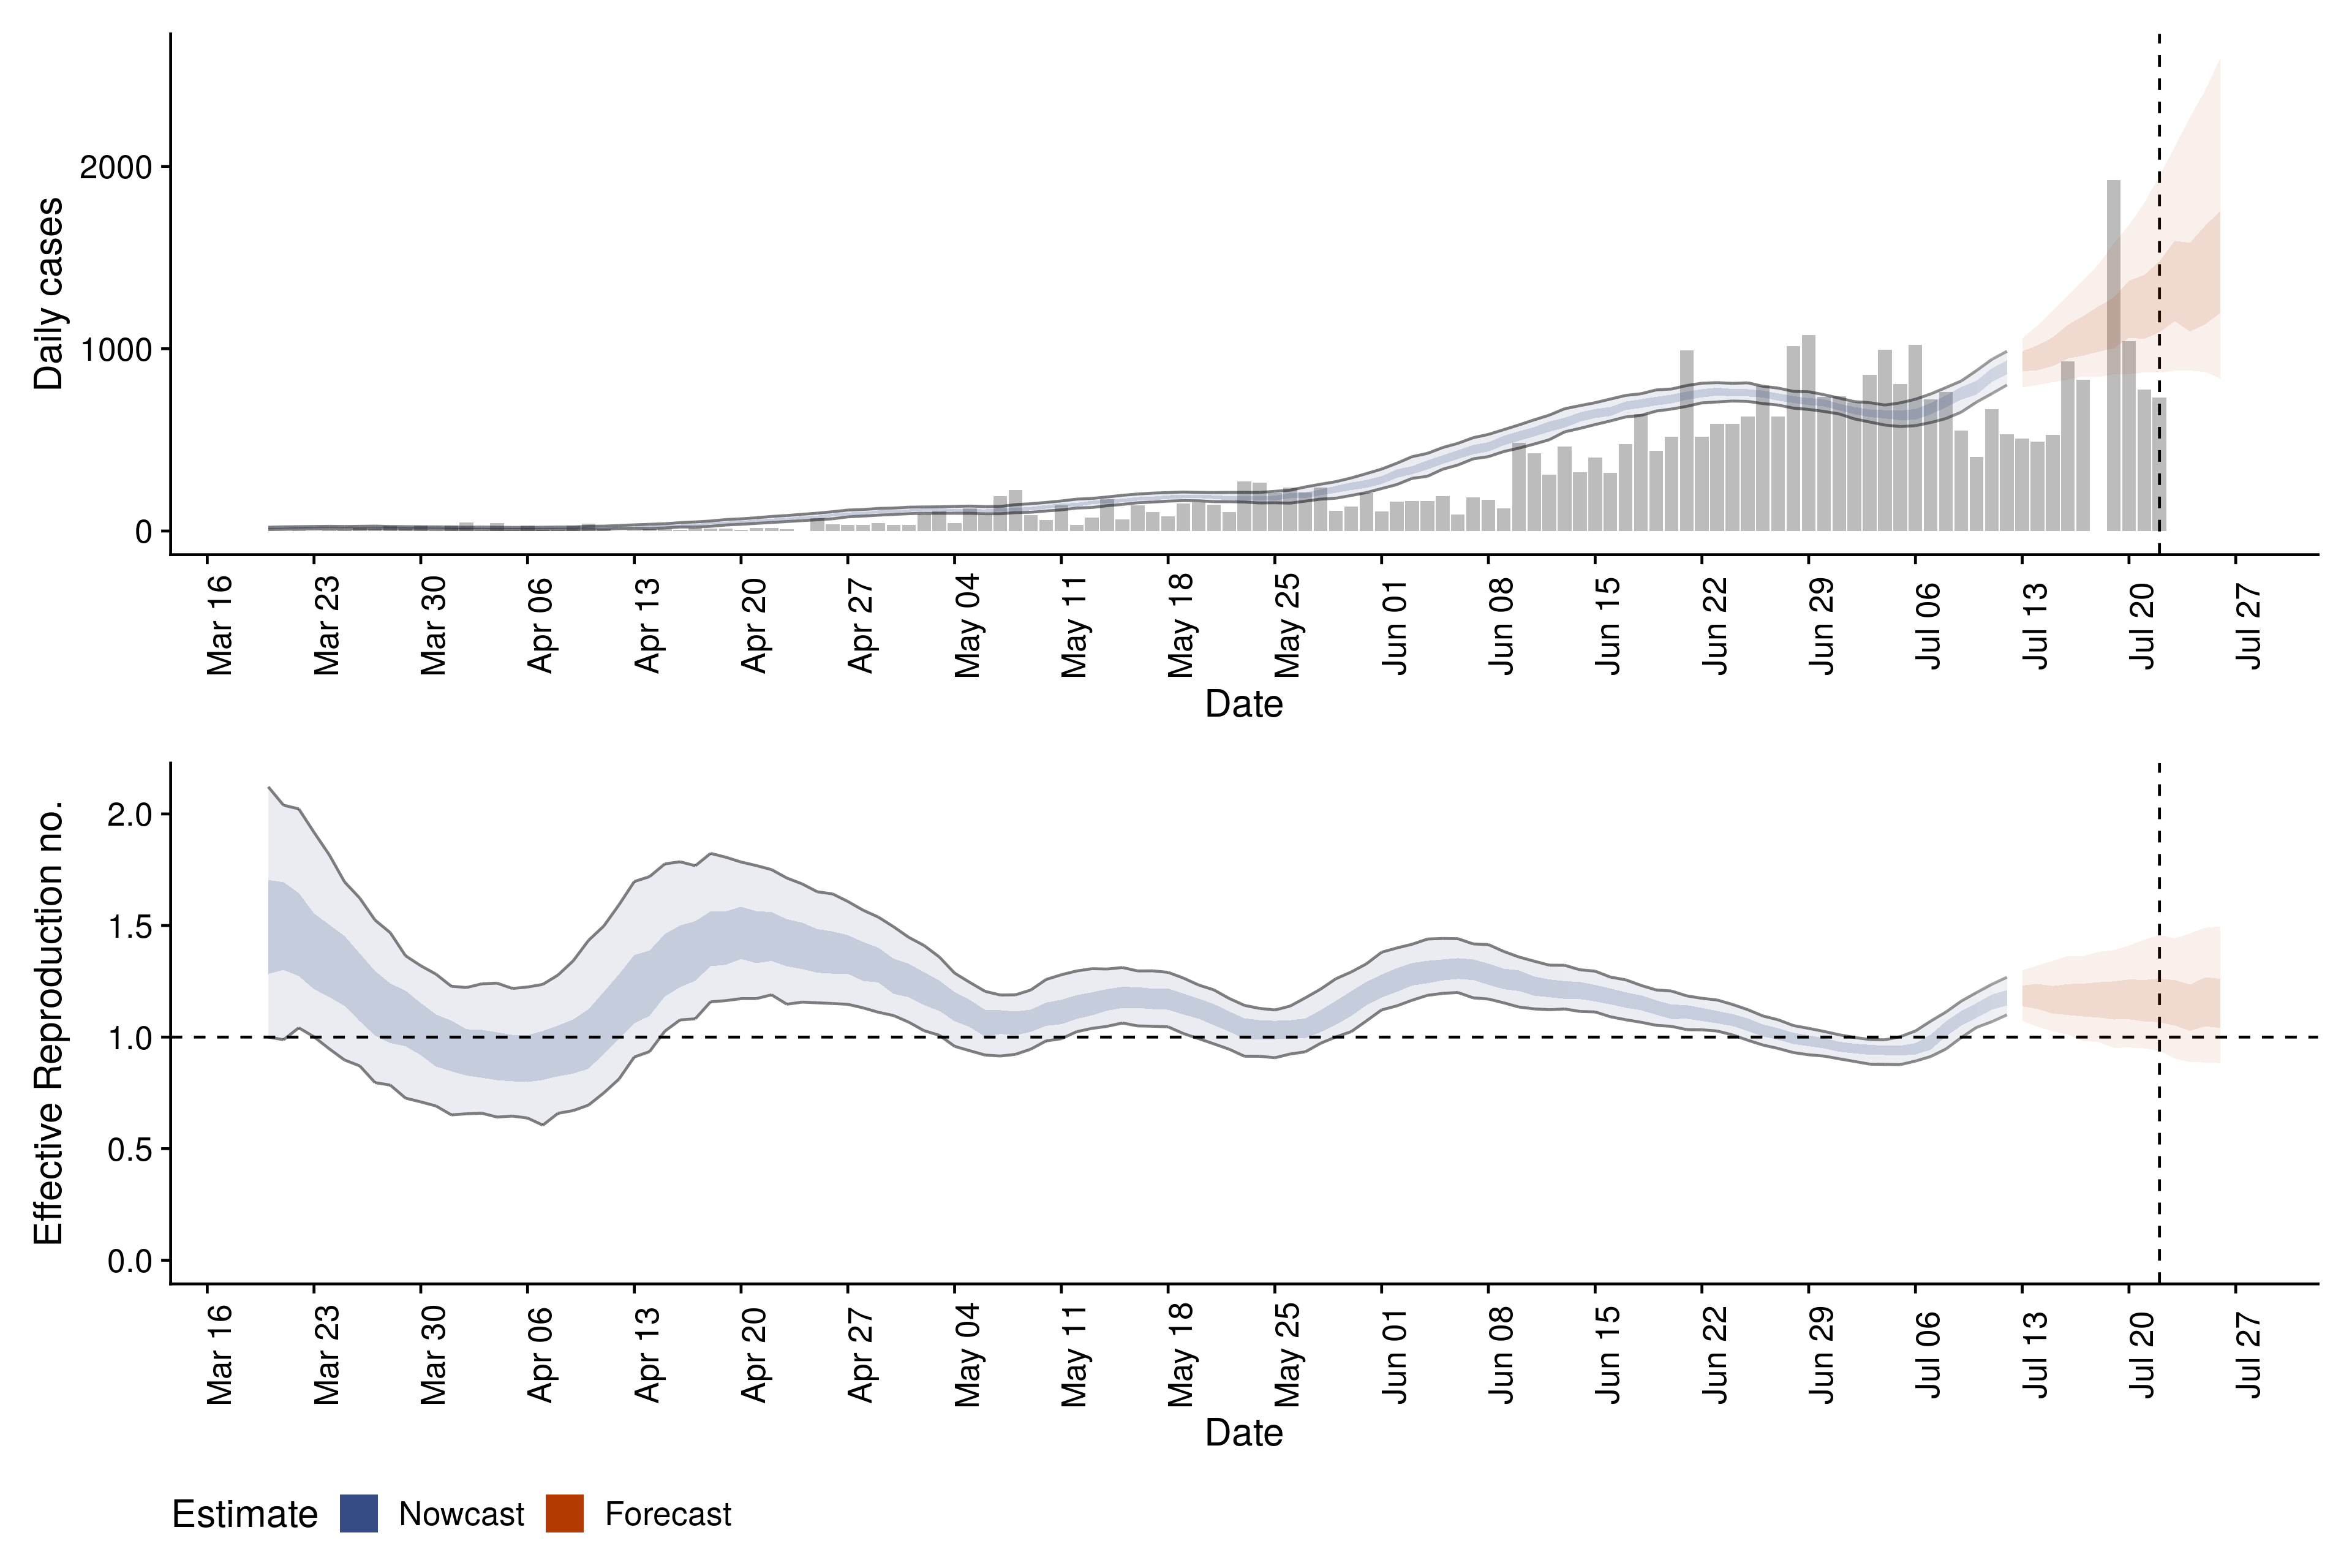 Daily cases
2000
1000
0
Mar 16 Mar 23 Mar 30 Apr 06 Apr 13 Apr 20 Apr 27 May 04 May 11 May 18 May 25 Jun 01 Jun 08 Jun 15 Jun 22 Jun 29 Jul 06 Jul 13 Jul 20 Jul 27
Date
Effective Reproduction no.
2.0
1.5
1.0
0.5
0.0
Mar 16 Mar 23 Mar 30 Apr 06 Apr 13 Apr 20 Apr 27 May 04 May 11 May 18 May 25 Jun 01 Jun 08 Jun 15 Jun 22 Jun 29 Jul 06 Jul 13 Jul 20 Jul 27
Date
Estimate Nowcast Forecast